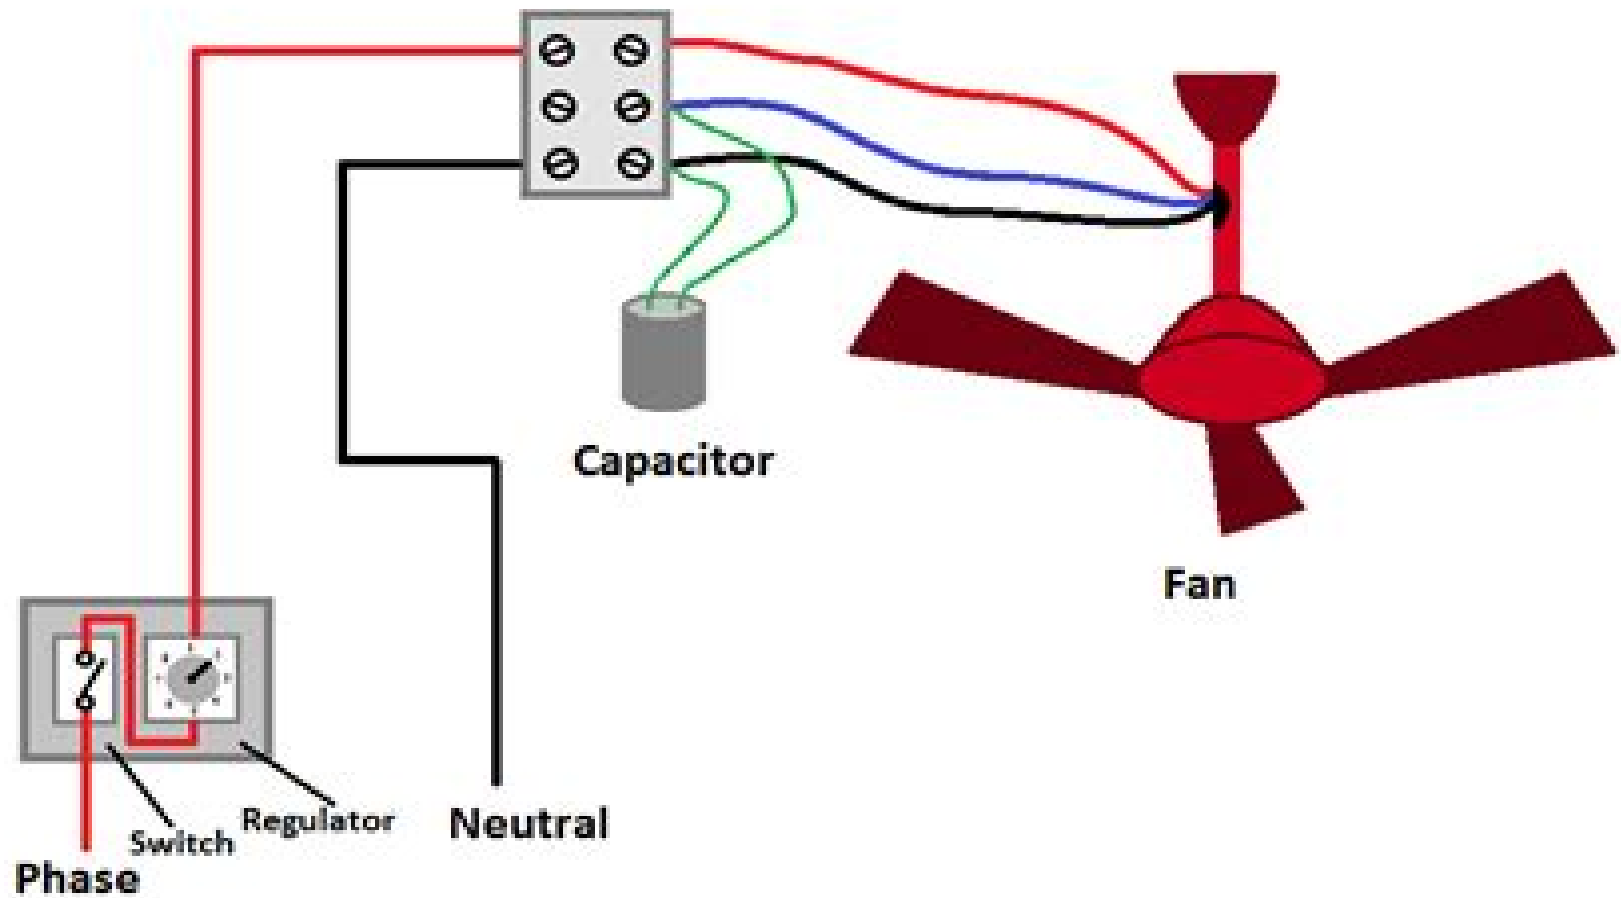 Capacitor
Fan
Regulator
Switch
Neutral
Phase